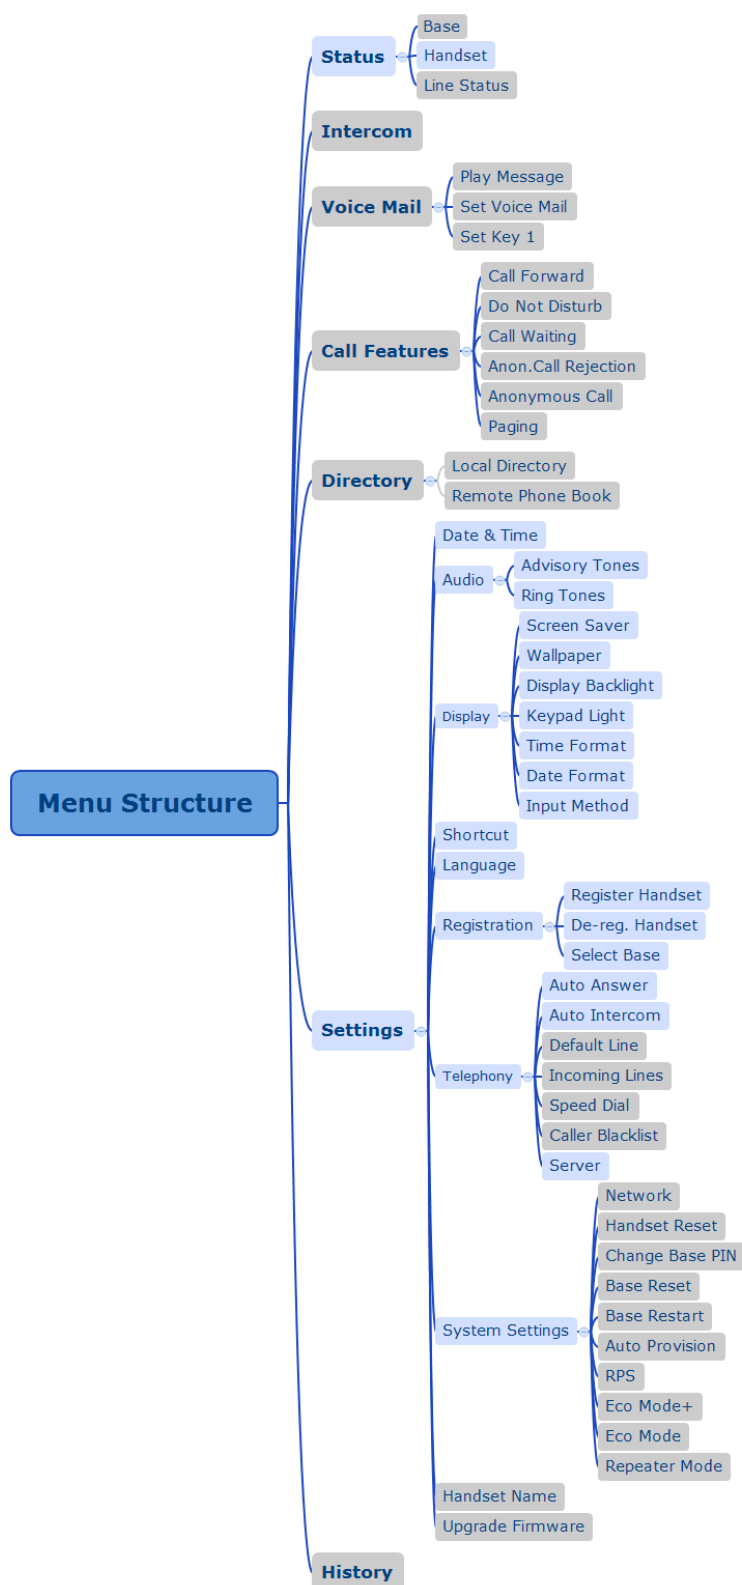 Base
Status
Handset
Line Status
Intercom
Play Message
Voice Mail
Set Voice Mail
Set Key 1
Call Forward
Do Not Disturb
Call Waiting
Call Features
Anon.Call Rejection
Anonymous Call
Paging
Local Directory
Directory
Remote Phone Book
Date & Time
Advisory Tones
Audio
Ring Tones
Screen Saver
Wallpaper
Display Backlight
Display
Keypad Light
Time Format
Date Format
Menu Structure
Input Method
Shortcut
Language
Register Handset
Registration
De-reg. Handset
Select Base
Auto Answer
Auto Intercom
Settings
Default Line
Telephony
Incoming Lines
Speed Dial
Caller Blacklist
Server
Network
Handset Reset
Change Base PIN
Base Reset
Base Restart
System Settings
Auto Provision
RPS
Eco Mode+
Eco Mode
Repeater Mode
Handset Name
Upgrade Firmware
History